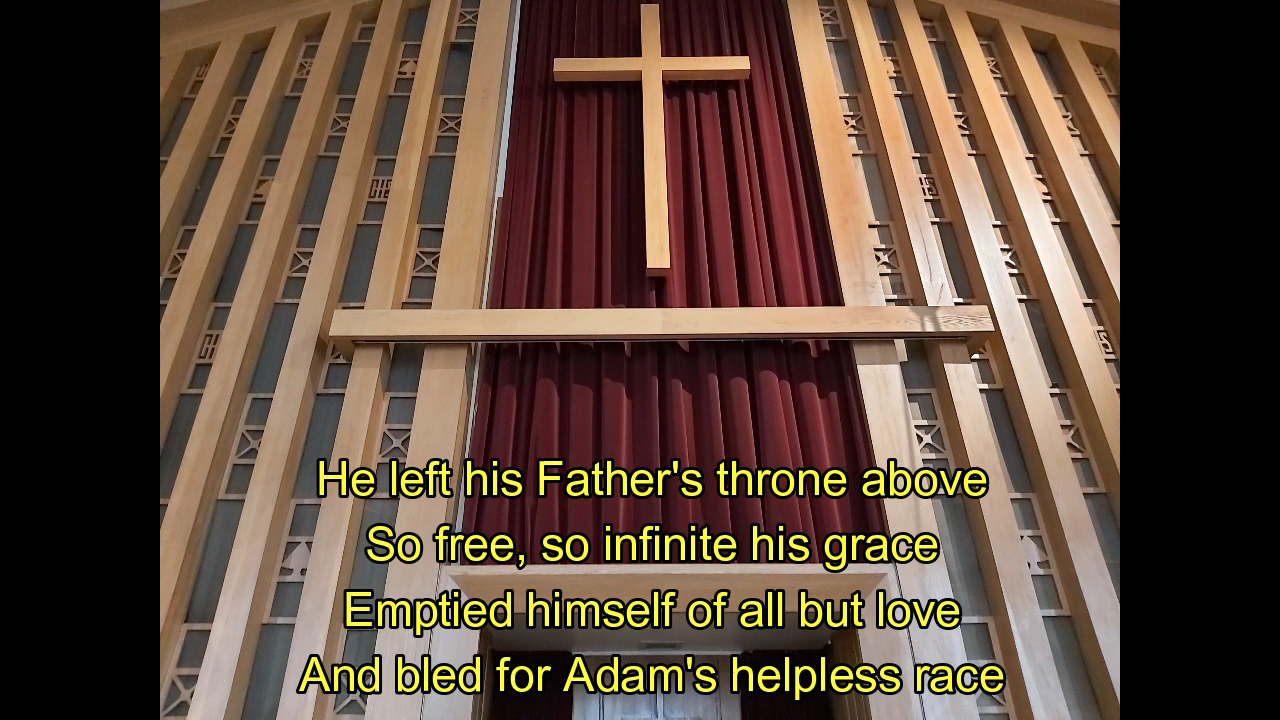 He left his Father's throne above
So free, so infinite his grace
Emptied himself of all but love
And bled for Adam's helpless race